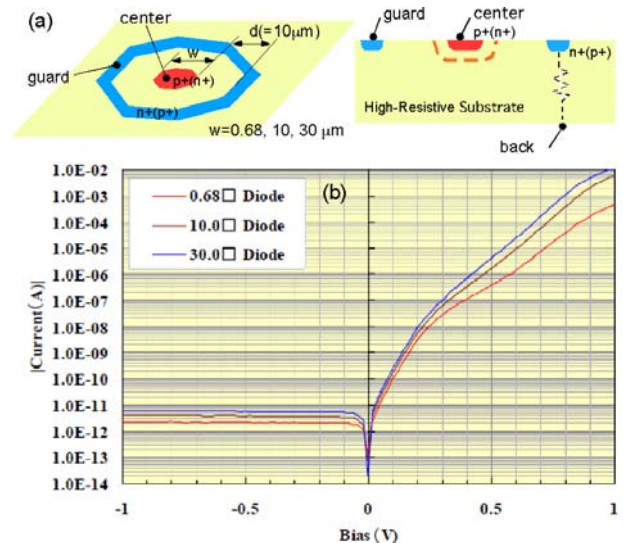 (a)
center
d(=10μm)
w
guard
p+(n+)
n+(p+)
w=0.68, 10, 30 μm
guard
center
p+(n+)
n+(p+)
High-Resistive Substrate
back
(b)
0.68□ Diode
10.0□ Diode
30.0□ Diode
|Current(A)|
1.0E-02
1.0E-03
1.0E-04
1.0E-05
1.0E-06
1.0E-07
1.0E-08
1.0E-09
1.0E-10
1.0E-11
1.0E-12
1.0E-13
1.0E-14
-1
-0.5
0
0.5
1
Bias(V)